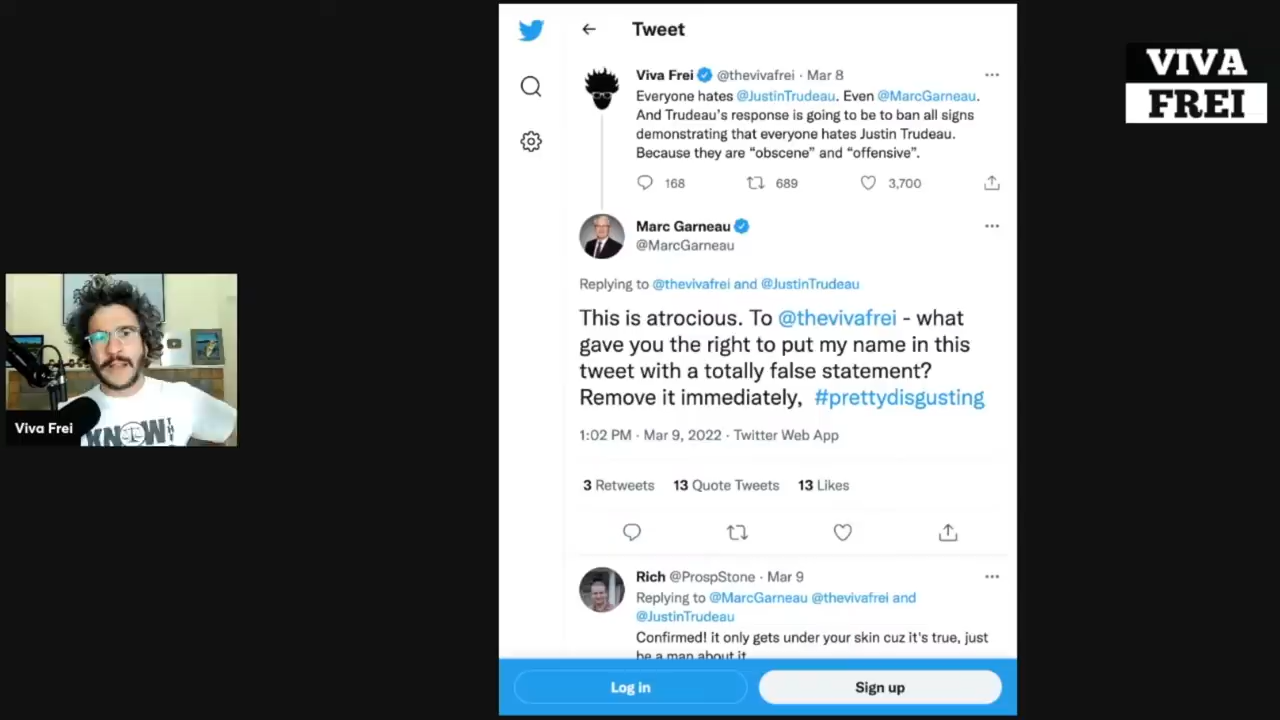 Tweet
Viva Frei @thevivafrei · Mar 8
Everyone hates @JustinTrudeau. Even @MarcGarneau.
And Trudeau's response is going to be to ban all signs
demonstrating that everyone hates Justin Trudeau.
Because they are “obscene” and “offensive”.
168 689 3,700
Marc Garneau
@MarcGarneau
Replying to @thevivafrei and @JustinTrudeau
This is atrocious. To @thevivafrei - what
gave you the right to put my name in this
tweet with a totally false statement?
Remove it immediately, #prettydisgusting
1:02 PM · Mar 9, 2022 · Twitter Web App
3 Retweets 13 Quote Tweets 13 Likes
Rich @ProspStone · Mar 9
Replying to @MarcGarneau @thevivafrei and
@JustinTrudeau
Confirmed! it only gets under your skin cuz it's true, just
be a man about it
Log in Sign up
VIVA
FREI
Viva Frei
KNOW THY